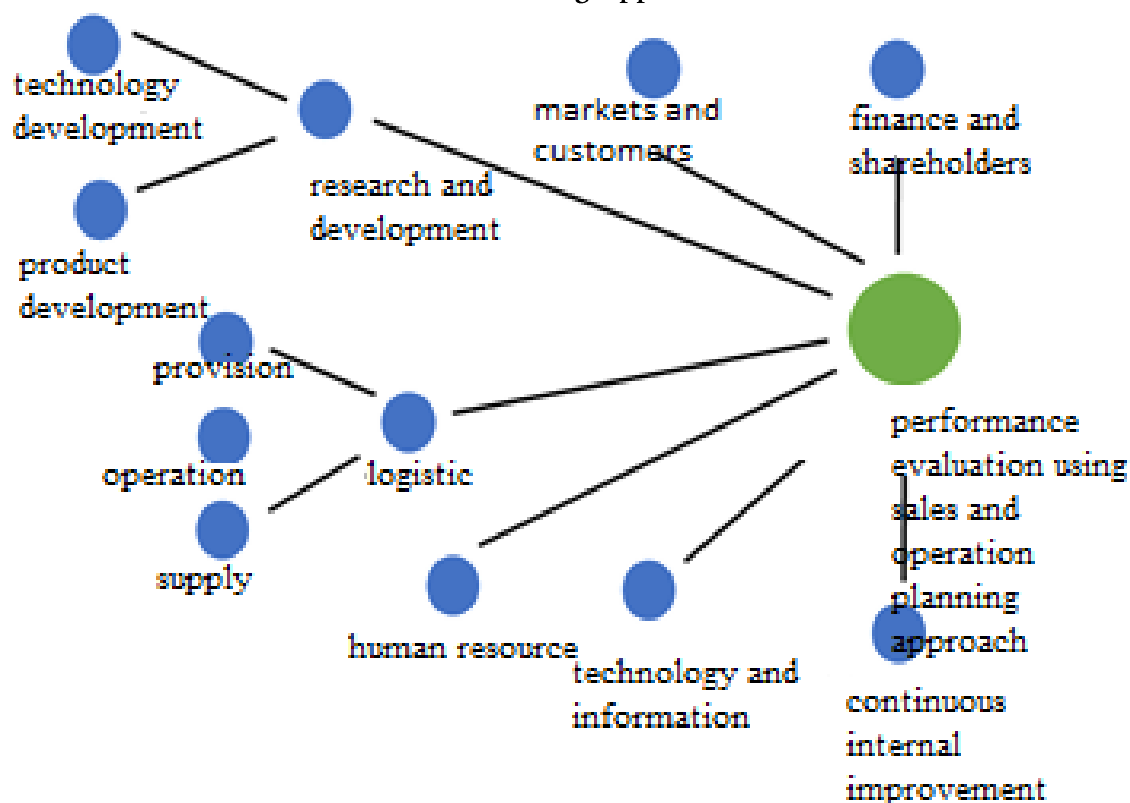 technology
development
markets and
customers
finance and
shareholders
research and
development
product
development
provision
operation
logistic
supply
performance
evaluation using
sales and
operation
planning
approach
human resource
technology and
information
continuous
internal
improvement